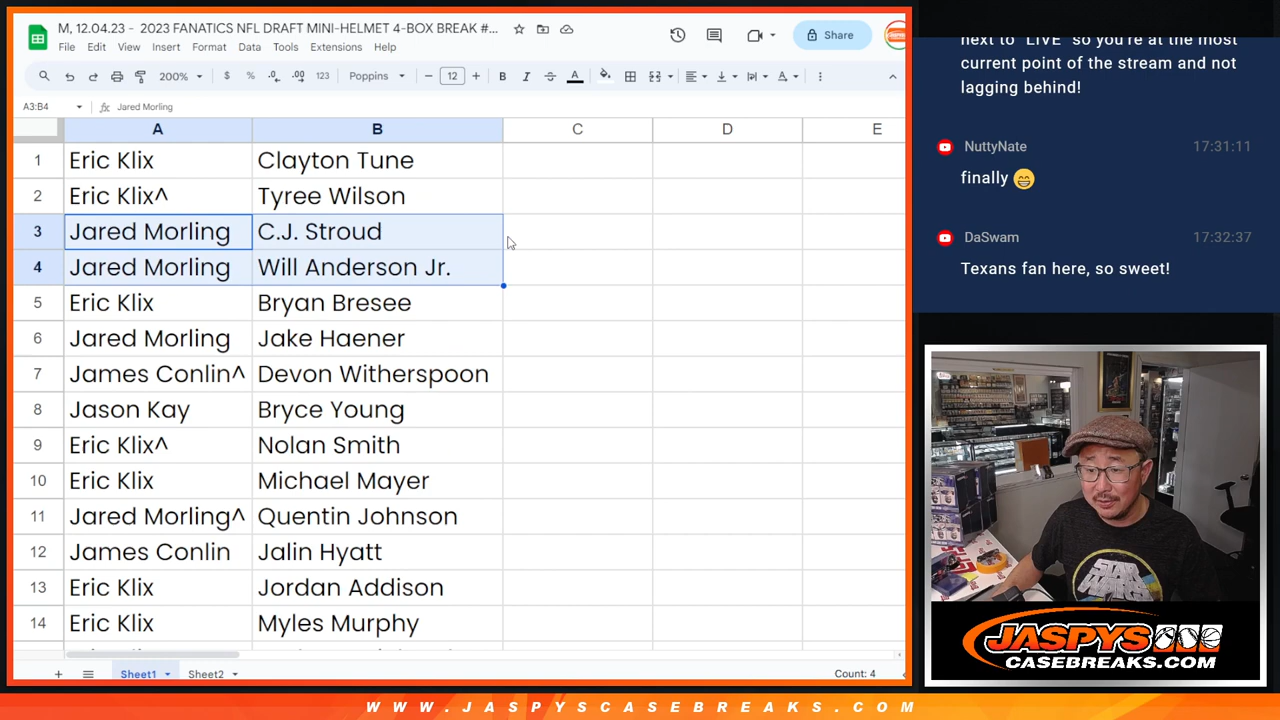 M, 12.04.23 - 2023 FANATICS NFL DRAFT MINI-HELMET 4-BOX BREAK #...
File Edit View Insert Format Data Tools Extensions Help
Share
200% $ % .0 .00 123 Poppins - 12 + B I A
A3:B4 fx Jared Morling
A B C D E
1 Eric Klix Clayton Tune
2 Eric Klix^ Tyree Wilson
3 Jared Morling C.J. Stroud
4 Jared Morling Will Anderson Jr.
5 Eric Klix Bryan Bresee
6 Jared Morling Jake Haener
7 James Conlin^ Devon Witherspoon
8 Jason Kay Bryce Young
9 Eric Klix^ Nolan Smith
10 Eric Klix Michael Mayer
11 Jared Morling^ Quentin Johnson
12 James Conlin Jalin Hyatt
13 Eric Klix Jordan Addison
14 Eric Klix Myles Murphy
+ Sheet1 Sheet2 Count: 4
next to "LIVE" so you're at the most
current point of the stream and not
lagging behind!
NuttyNate 17:31:11
finally 😁
DaSwam 17:32:37
Texans fan here, so sweet!
STAR
WARS
JASPYS
CASEBREAKS.COM
WWW.JASPYSCASEBREAKS.COM